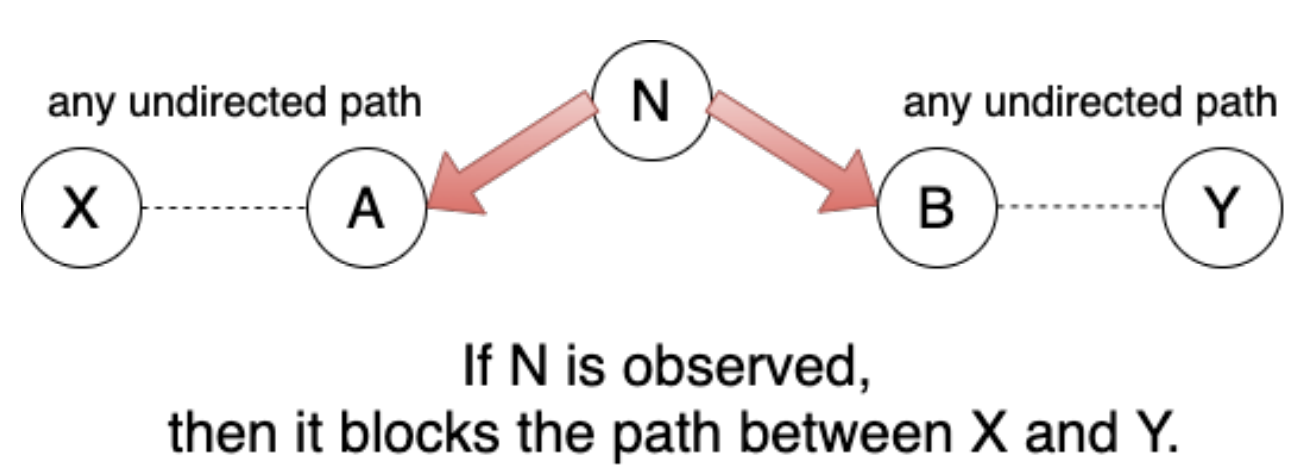 N
any undirected path
any undirected path
X
A
B
Y
If N is observed,
then it blocks the path between X and Y.